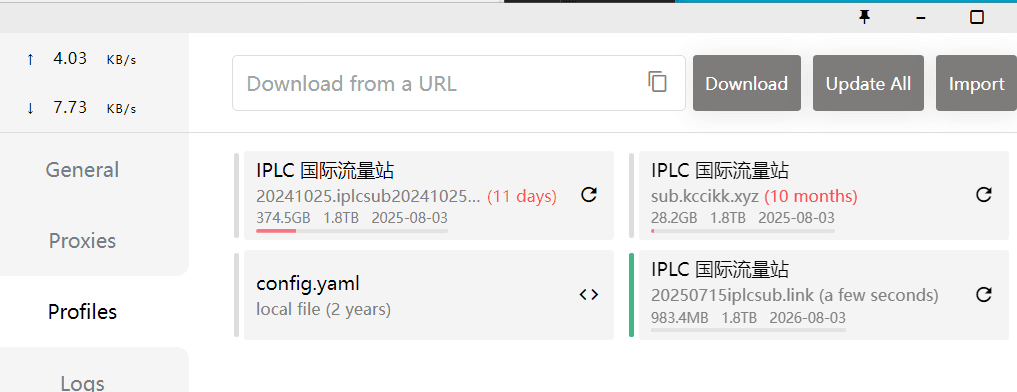 ↑ 4.03 KB/s
↓ 7.73 KB/s
General
Proxies
Profiles
Logs
Download from a URL
Download
Update All
Import
IPLC 国际流量站
20241025.iplcsub20241025... (11 days)
374.5GB 1.8TB 2025-08-03
IPLC 国际流量站
sub.kccikk.xyz (10 months)
28.2GB 1.8TB 2025-08-03
config.yaml
local file (2 years)
IPLC 国际流量站
20250715iplcsub.link (a few seconds)
983.4MB 1.8TB 2026-08-03